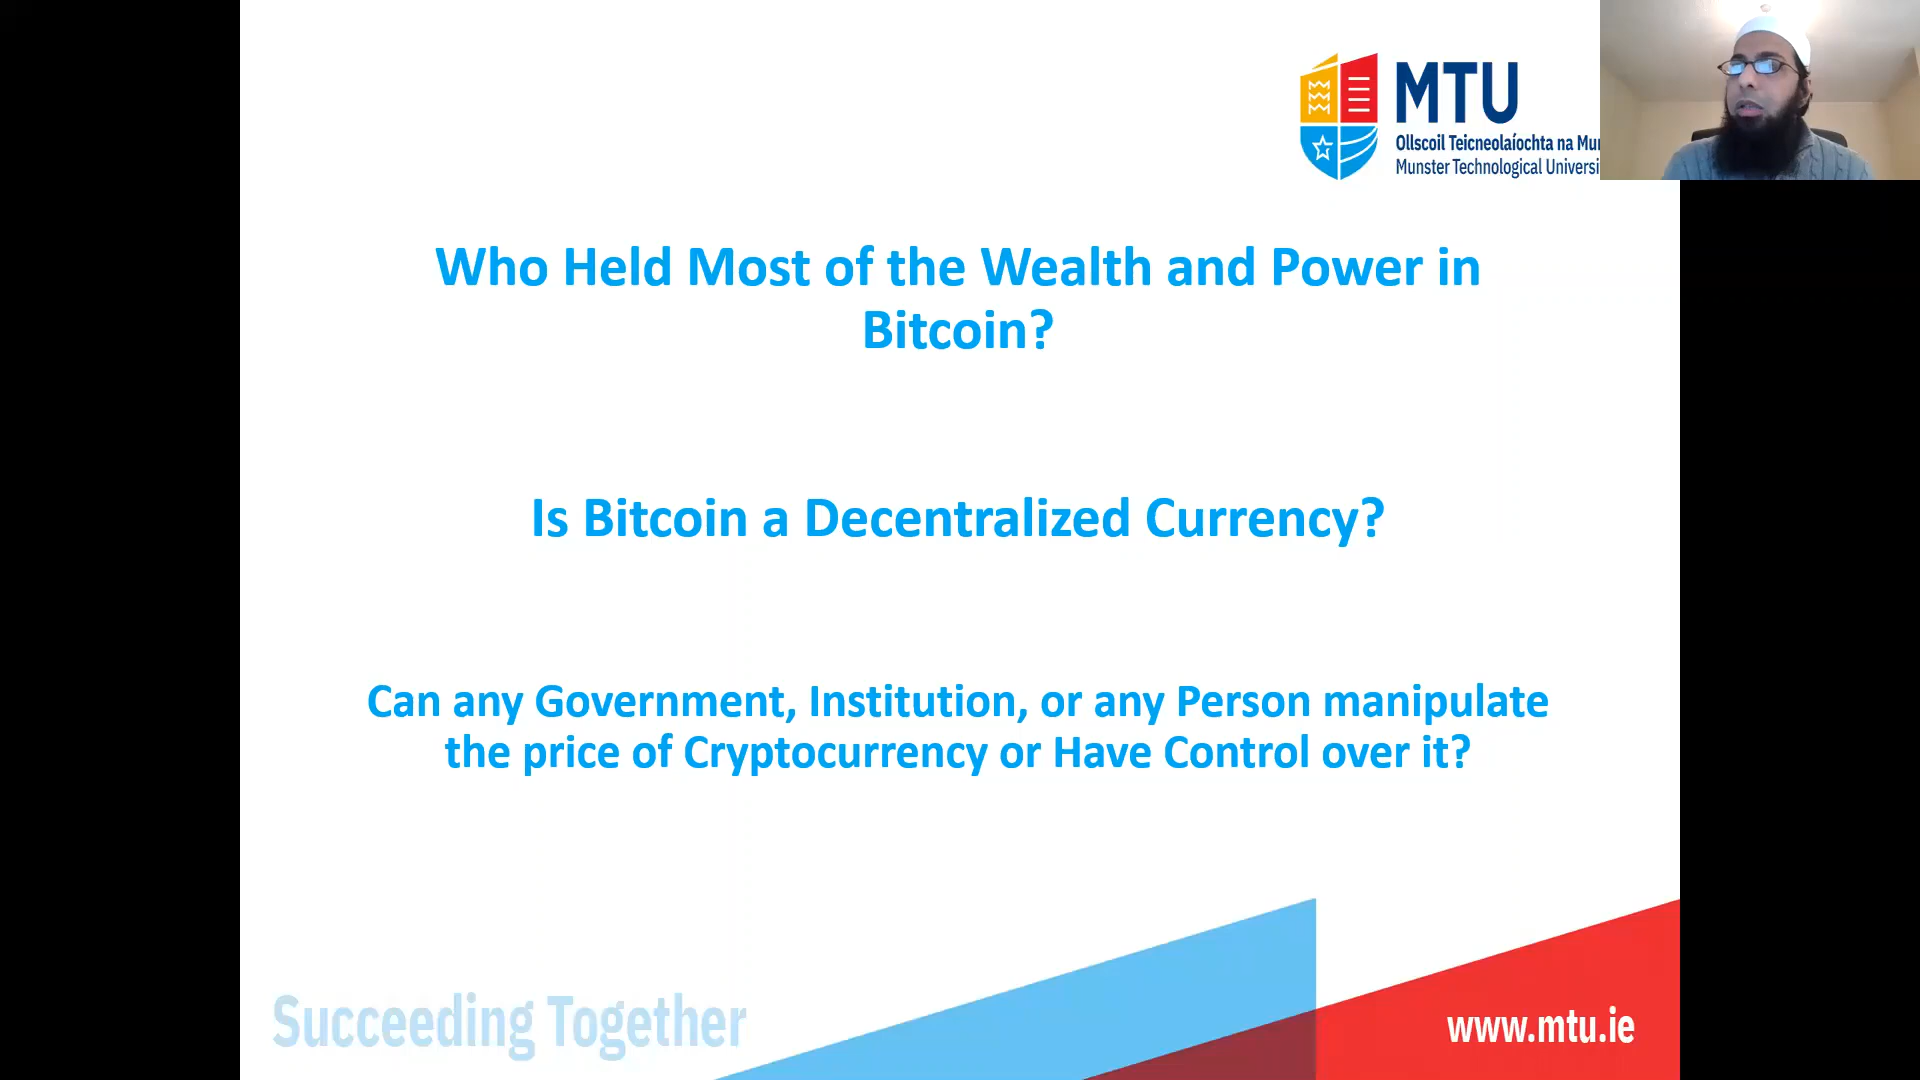 MTU
Ollscoil Teicneolaíochta na
Munster Technological
Who Held Most of the Wealth and Power in
Bitcoin?
Is Bitcoin a Decentralized Currency?
Can any Government, Institution, or any Person manipulate
the price of Cryptocurrency or Have Control over it?
Succeeding Together
www.mtu.ie